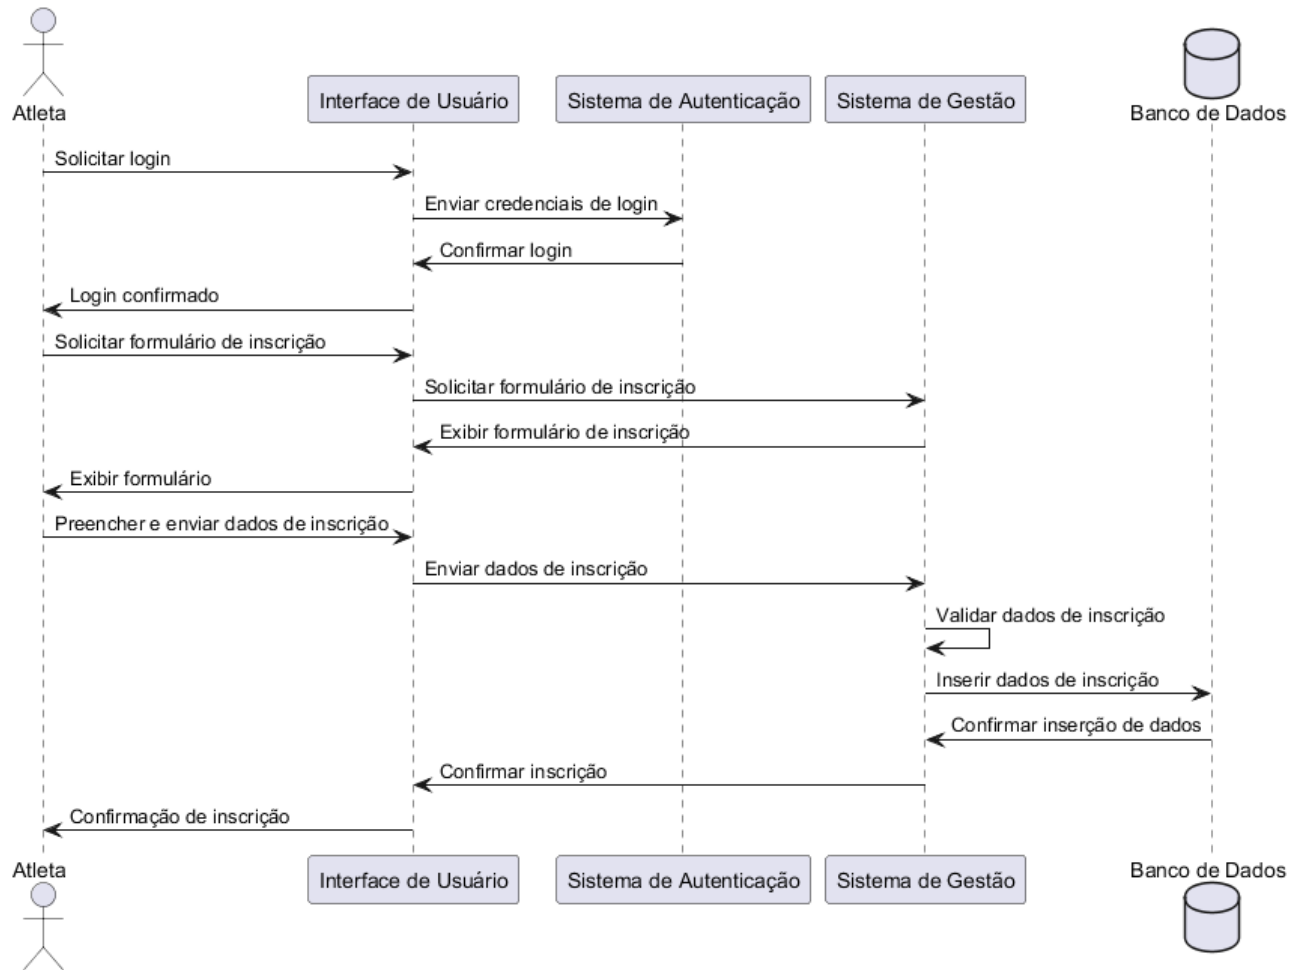 Atleta
Interface de Usuário
Sistema de Autenticação
Sistema de Gestão
Banco de Dados
Solicitar login
Enviar credenciais de login
Confirmar login
Login confirmado
Solicitar formulário de inscrição
Solicitar formulário de inscrição
Exibir formulário de inscrição
Exibir formulário
Preencher e enviar dados de inscrição
Enviar dados de inscrição
Validar dados de inscrição
Inserir dados de inscrição
Confirmar inserção de dados
Confirmar inscrição
Confirmação de inscrição
Atleta
Interface de Usuário
Sistema de Autenticação
Sistema de Gestão
Banco de Dados